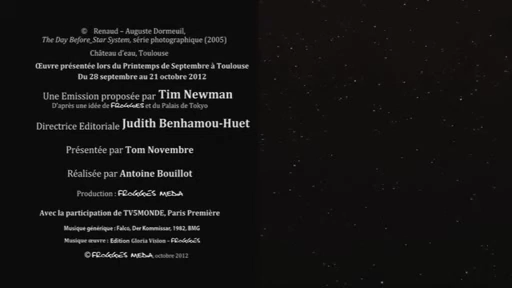 © Renaud – Auguste Dormeuil,
The Day Before_Star System, série photographique (2005)
Château d'eau, Toulouse
Œuvre présentée lors du Printemps de Septembre à Toulouse
Du 28 septembre au 21 octobre 2012
Une Emission proposée par Tim Newman
D'après une idée de FROGGIES et du Palais de Tokyo
Directrice Editoriale Judith Benhamou-Huet
Présentée par Tom Novembre
Réalisée par Antoine Bouillot
Production : FROGGIES MEDIA
Avec la participation de TV5MONDE, Paris Première
Musique générique : Falco, Der Kommissar, 1982, BMG
Musique œuvre : Edition Gloria Vision – FROGGIES
© FROGGIES MEDIA, octobre 2012